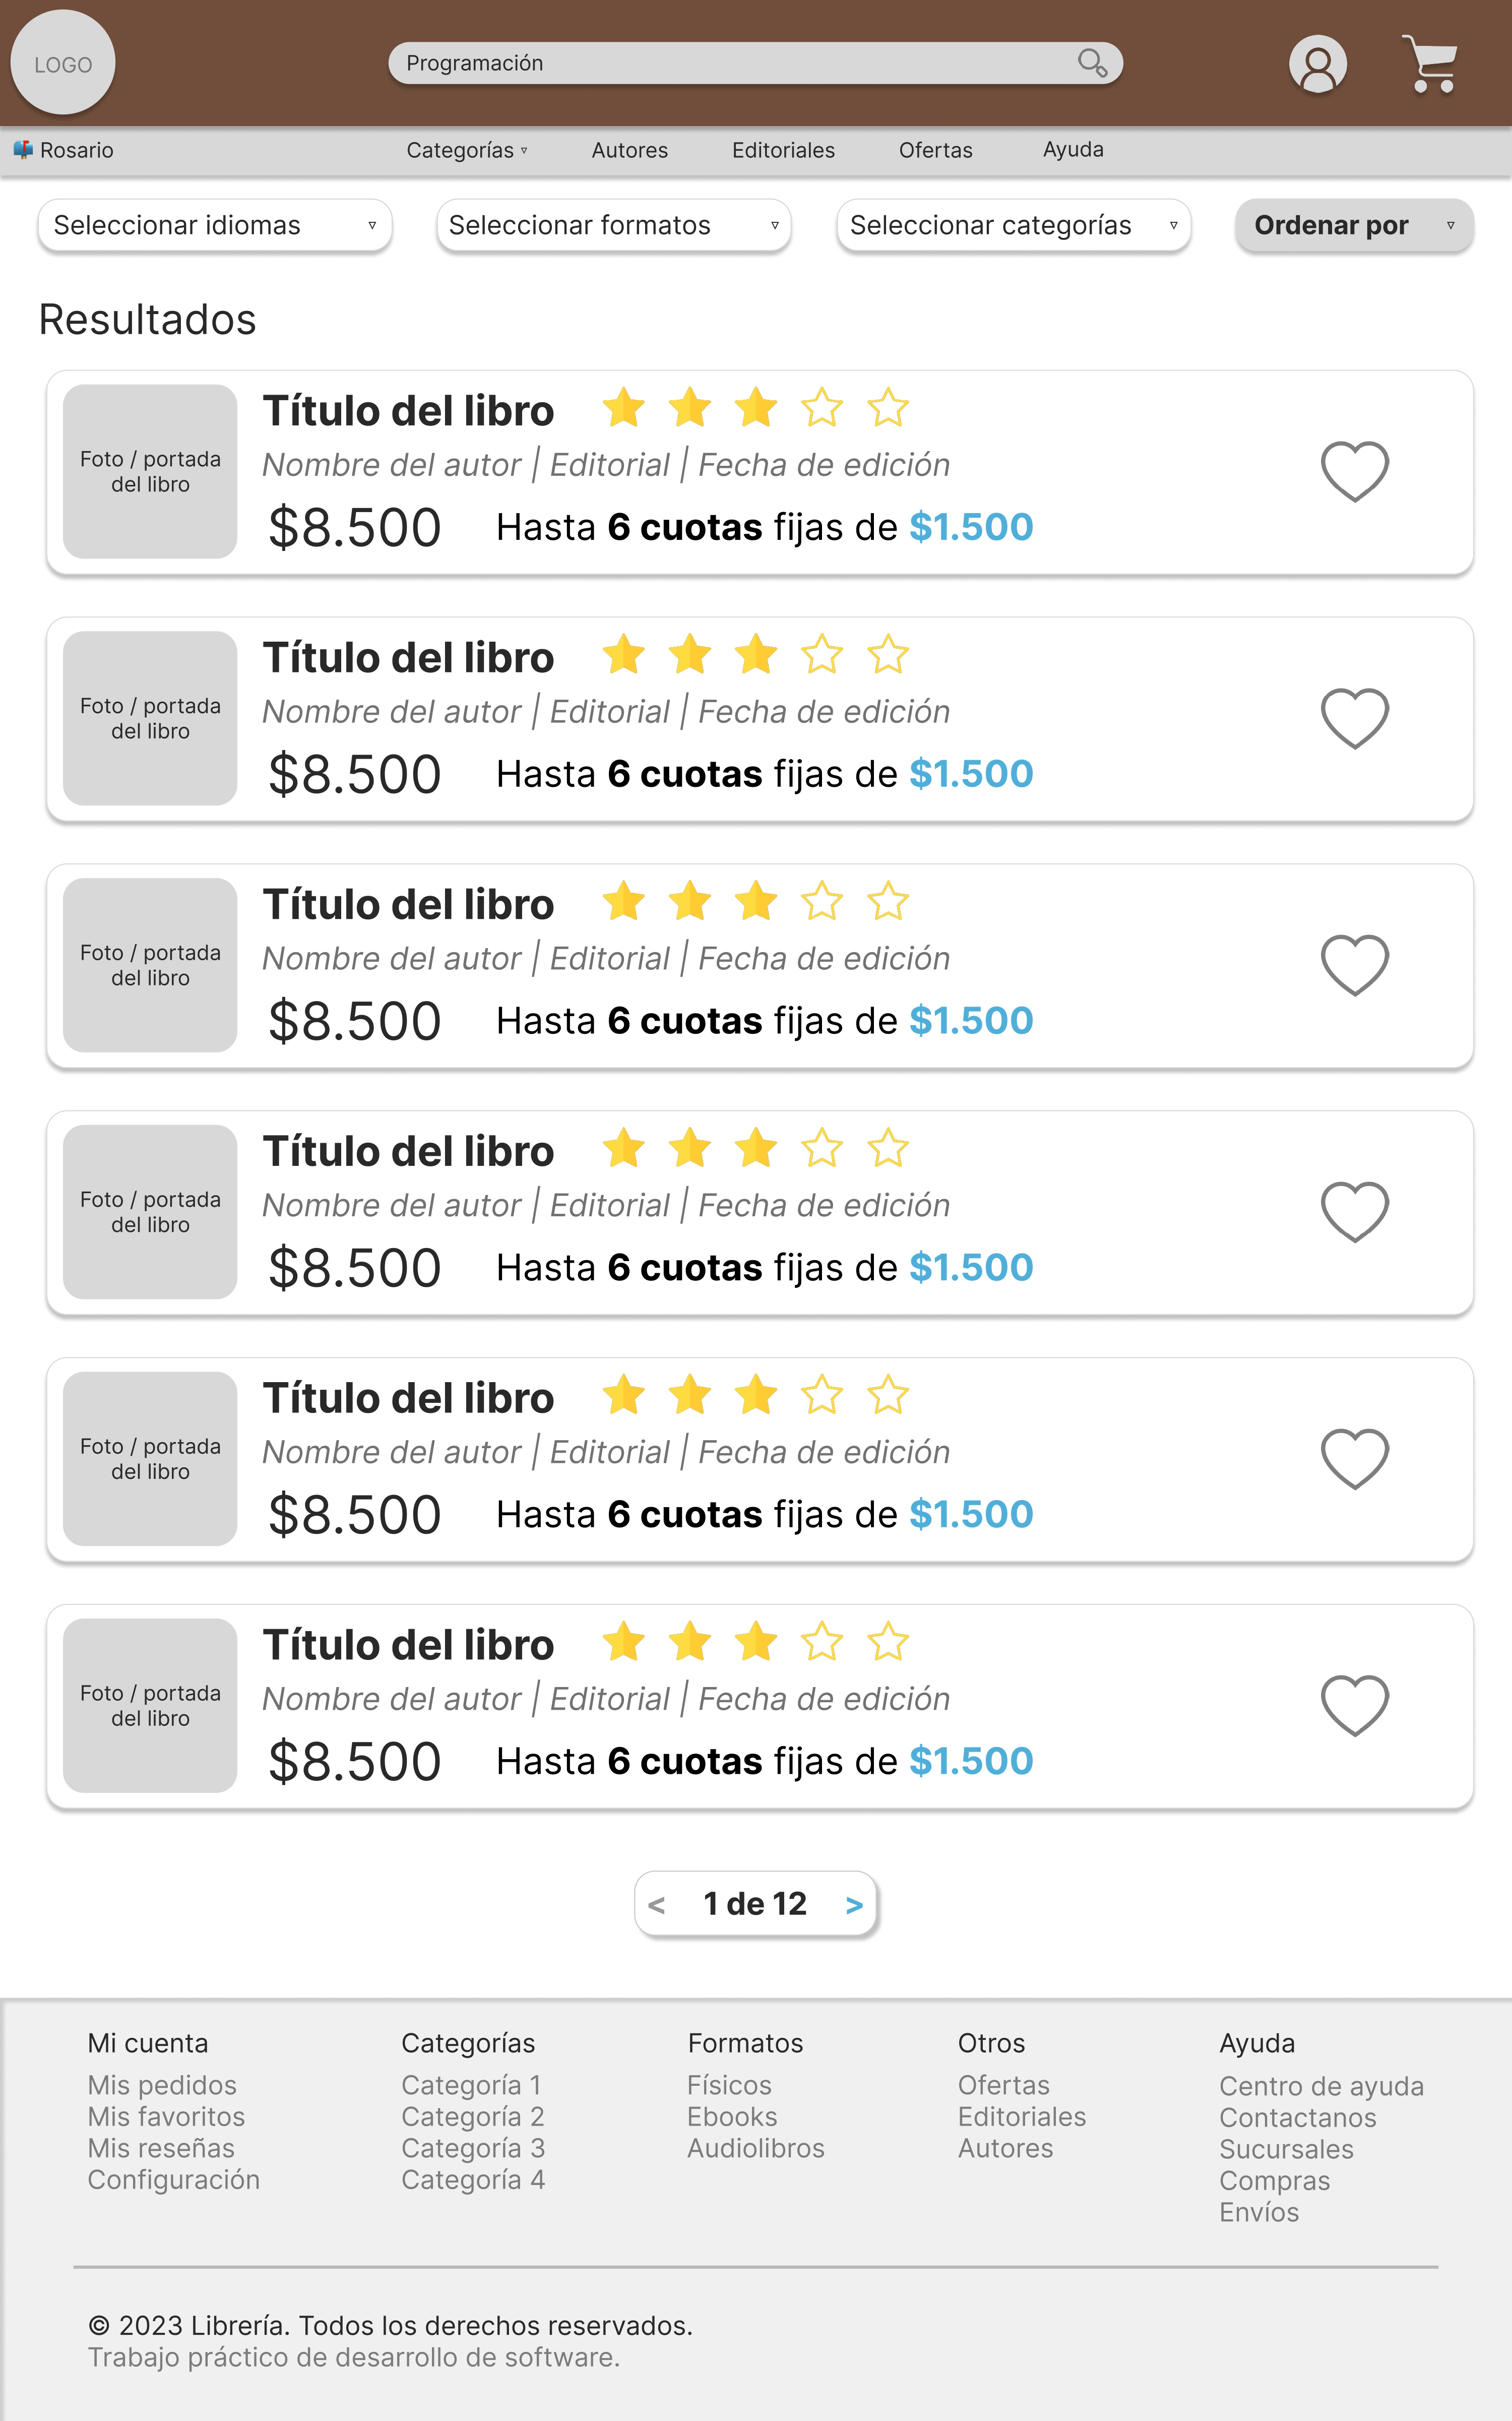 LOGO
Programación
Rosario
Categorías ▿
Autores
Editoriales
Ofertas
Ayuda
Seleccionar idiomas ▿
Seleccionar formatos ▿
Seleccionar categorías ▿
Ordenar por ▿
Resultados
Foto / portada
del libro
Título del libro
Nombre del autor | Editorial | Fecha de edición
$8.500 Hasta 6 cuotas fijas de $1.500
Foto / portada
del libro
Título del libro
Nombre del autor | Editorial | Fecha de edición
$8.500 Hasta 6 cuotas fijas de $1.500
Foto / portada
del libro
Título del libro
Nombre del autor | Editorial | Fecha de edición
$8.500 Hasta 6 cuotas fijas de $1.500
Foto / portada
del libro
Título del libro
Nombre del autor | Editorial | Fecha de edición
$8.500 Hasta 6 cuotas fijas de $1.500
Foto / portada
del libro
Título del libro
Nombre del autor | Editorial | Fecha de edición
$8.500 Hasta 6 cuotas fijas de $1.500
Foto / portada
del libro
Título del libro
Nombre del autor | Editorial | Fecha de edición
$8.500 Hasta 6 cuotas fijas de $1.500
< 1 de 12 >
Mi cuenta
Mis pedidos
Mis favoritos
Mis reseñas
Configuración
Categorías
Categoría 1
Categoría 2
Categoría 3
Categoría 4
Formatos
Físicos
Ebooks
Audiolibros
Otros
Ofertas
Editoriales
Autores
Ayuda
Centro de ayuda
Contactanos
Sucursales
Compras
Envíos
© 2023 Librería. Todos los derechos reservados.
Trabajo práctico de desarrollo de software.